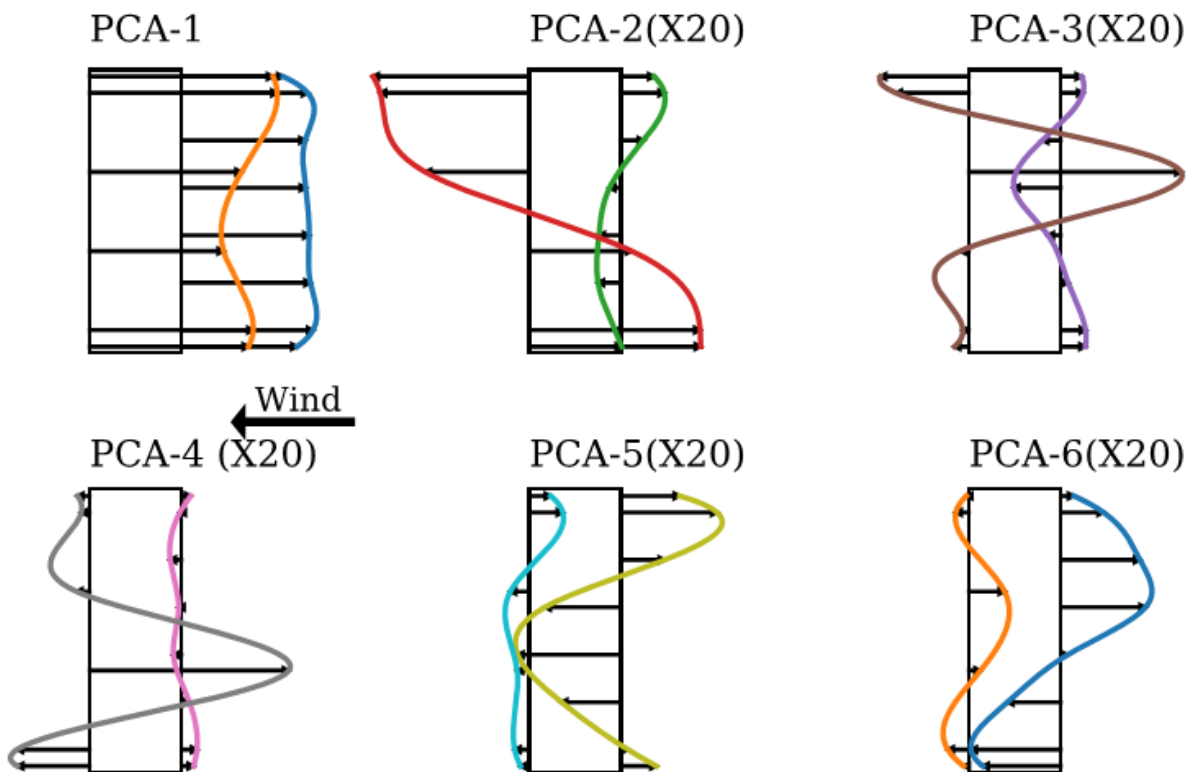 PCA-1
PCA-2(X20)
PCA-3(X20)
Wind
PCA-4 (X20)
PCA-5(X20)
PCA-6(X20)